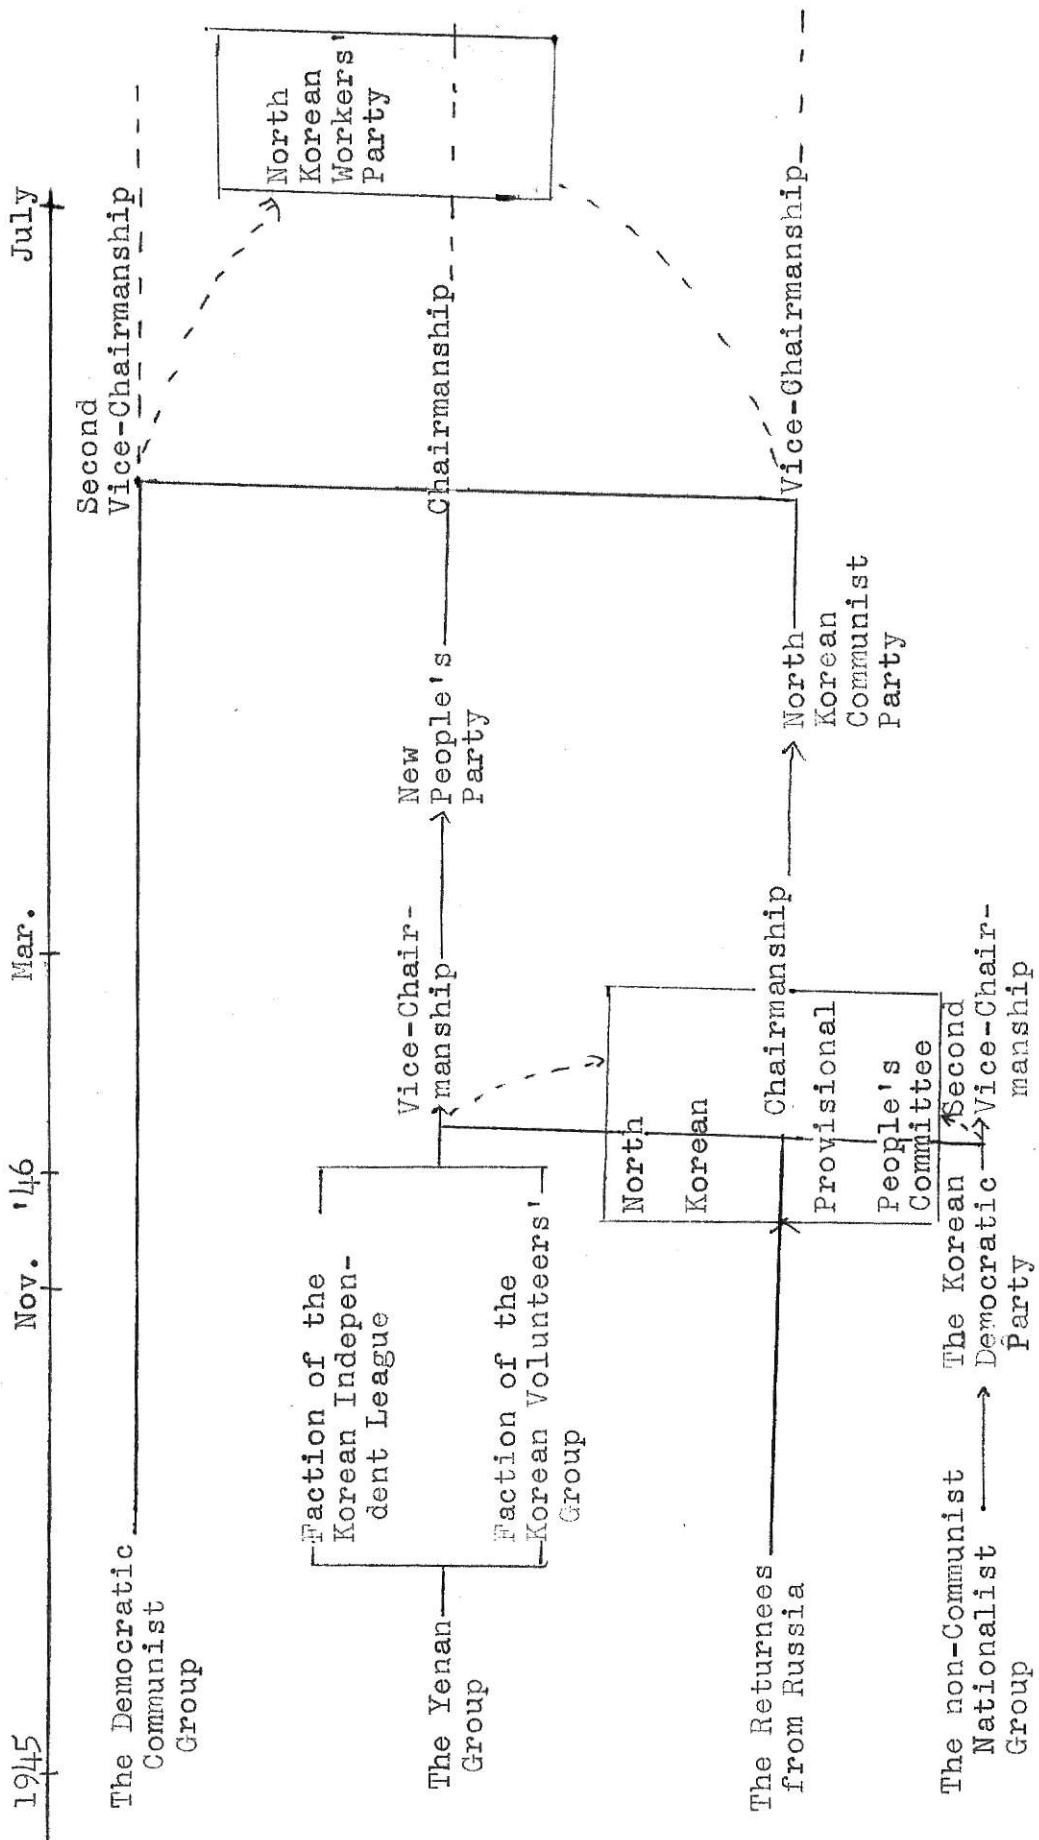 1945 Nov. '46 Mar. July
The Democratic
Communist
Group
Second
Vice-Chairmanship
The Yenan
Group
Faction of the
Korean Indepen-
dent League
Faction of the
Korean Volunteers'
Group
Vice-Chair-
manship
New
People's
Party
Chairmanship
North
Korean
Workers'
Party
The Returnees
from Russia
North
Korean
Chairmanship
Provisional
People's
Committee
North
Korean
Communist
Party
Vice-Chairmanship
The non-Communist
Nationalist
Group
The Korean
Democratic
Party
Second
Vice-Chair-
manship